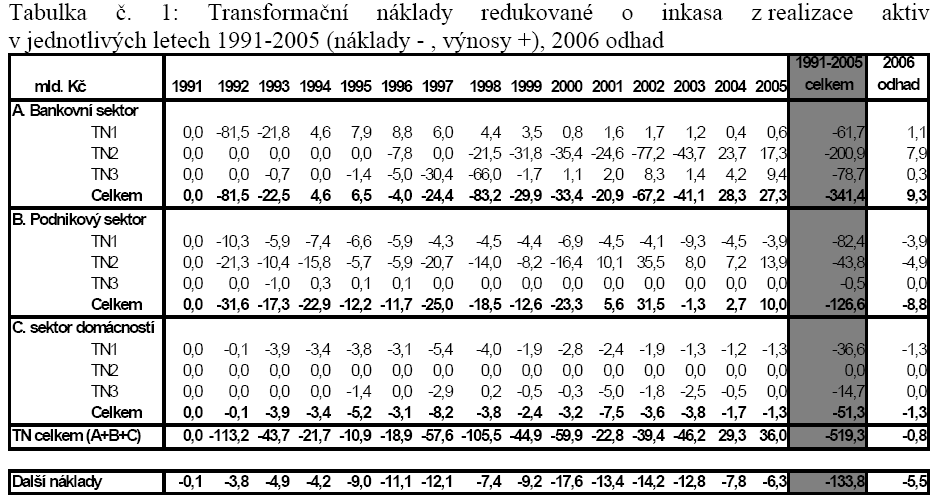 Tabulka č. 1: Transformační náklady redukované o inkasa z realizace aktiv
v jednotlivých letech 1991-2005 (náklady - , výnosy +), 2006 odhad
1991-2005 2006
mld. Kč 1991 1992 1993 1994 1995 1996 1997 1998 1999 2000 2001 2002 2003 2004 2005 celkem odhad
A. Bankovní sektor
TN1 0,0 -81,5 -21,8 4,6 7,9 8,8 6,0 4,4 3,5 0,8 1,6 1,7 1,2 0,4 0,6 -61,7 1,1
TN2 0,0 0,0 0,0 0,0 0,0 -7,8 0,0 -21,5 -31,8 -35,4 -24,6 -77,2 -43,7 23,7 17,3 -200,9 7,9
TN3 0,0 0,0 -0,7 0,0 -1,4 -5,0 -30,4 -66,0 -1,7 1,1 2,0 8,3 1,4 4,2 9,4 -78,7 0,3
Celkem 0,0 -81,5 -22,5 4,6 6,5 -4,0 -24,4 -83,2 -29,9 -33,4 -20,9 -67,2 -41,1 28,3 27,3 -341,4 9,3
B. Podnikový sektor
TN1 0,0 -10,3 -5,9 -7,4 -6,6 -5,9 -4,3 -4,5 -4,4 -6,9 -4,5 -4,1 -9,3 -4,5 -3,9 -82,4 -3,9
TN2 0,0 -21,3 -10,4 -15,8 -5,7 -5,9 -20,7 -14,0 -8,2 -16,4 10,1 35,5 8,0 7,2 13,9 -43,8 -4,9
TN3 0,0 0,0 -1,0 0,3 0,1 0,1 0,0 0,0 0,0 0,0 0,0 0,0 0,0 0,0 0,0 -0,5 0,0
Celkem 0,0 -31,6 -17,3 -22,9 -12,2 -11,7 -25,0 -18,5 -12,6 -23,3 5,6 31,5 -1,3 2,7 10,0 -126,6 -8,8
C. sektor domácností
TN1 0,0 -0,1 -3,9 -3,4 -3,8 -3,1 -5,4 -4,0 -1,9 -2,8 -2,4 -1,9 -1,3 -1,2 -1,3 -36,6 -1,3
TN2 0,0 0,0 0,0 0,0 0,0 0,0 0,0 0,0 0,0 0,0 0,0 0,0 0,0 0,0 0,0 0,0 0,0
TN3 0,0 0,0 0,0 0,0 -1,4 0,0 -2,9 0,2 -0,5 -0,3 -5,0 -1,8 -2,5 -0,5 0,0 -14,7 0,0
Celkem 0,0 -0,1 -3,9 -3,4 -5,2 -3,1 -8,2 -3,8 -2,4 -3,2 -7,5 -3,6 -3,8 -1,7 -1,3 -51,3 -1,3
TN celkem (A+B+C) 0,0 -113,2 -43,7 -21,7 -10,9 -18,9 -57,6 -105,5 -44,9 -59,9 -22,8 -39,4 -46,2 29,3 36,0 -519,3 -0,8
Další náklady -0,1 -3,8 -4,9 -4,2 -9,0 -11,1 -12,1 -7,4 -9,2 -17,6 -13,4 -14,2 -12,8 -7,8 -6,3 -133,8 -5,5